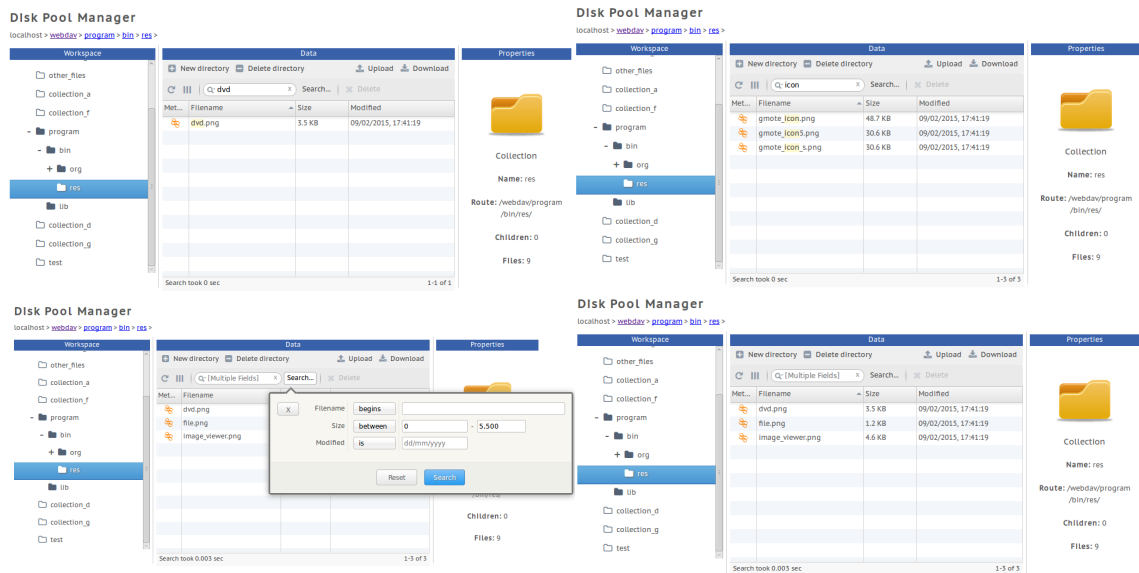 Disk Pool Manager
localhost > webdav > program > bin > res >
Workspace
other_files
collection_a
collection_f
- program
- bin
+ org
res
lib
collection_d
collection_g
test
Data
New directory Delete directory Upload Download
dvd x Search... Delete
Met... Filename Size Modified
dvd.png 3.5 KB 09/02/2015, 17:41:19
Search took 0 sec 1-1 of 1
Properties
Collection
Name: res
Route: /webdav/program
/bin/res/
Children: 0
Files: 9
Disk Pool Manager
localhost > webdav > program > bin > res >
Workspace
other_files
collection_a
collection_f
- program
- bin
+ org
res
lib
collection_d
collection_g
test
Data
New directory Delete directory Upload Download
icon x Search... Delete
Met... Filename Size Modified
gmote_icon.png 48.7 KB 09/02/2015, 17:41:19
gmote_icon5.png 30.6 KB 09/02/2015, 17:41:19
gmote_icon_s.png 30.6 KB 09/02/2015, 17:41:19
Search took 0 sec 1-3 of 3
Properties
Collection
Name: res
Route: /webdav/program
/bin/res/
Children: 0
Files: 9
Disk Pool Manager
localhost > webdav > program > bin > res >
Workspace
other_files
collection_a
collection_f
- program
- bin
+ org
res
lib
collection_d
collection_g
test
Data
New directory Delete directory Upload Download
[Multiple Fields] x Search... Delete
Met... Filename
dvd.png
file.png
image_viewer.png
x Filename begins
Size between 0 - 5,500
Modified is dd/mm/yyyy
Reset Search
Search took 0.003 sec 1-3 of 3
Properties
/bin/res/
Children: 0
Files: 9
Disk Pool Manager
localhost > webdav > program > bin > res >
Workspace
other_files
collection_a
collection_f
- program
- bin
+ org
res
lib
collection_d
collection_g
test
Data
New directory Delete directory Upload Download
[Multiple Fields] x Search... Delete
Met... Filename Size Modified
dvd.png 3.5 KB 09/02/2015, 17:41:19
file.png 1.2 KB 09/02/2015, 17:41:19
image_viewer.png 4.6 KB 09/02/2015, 17:41:19
Search took 0.003 sec 1-3 of 3
Properties
Collection
Name: res
Route: /webdav/program
/bin/res/
Children: 0
Files: 9